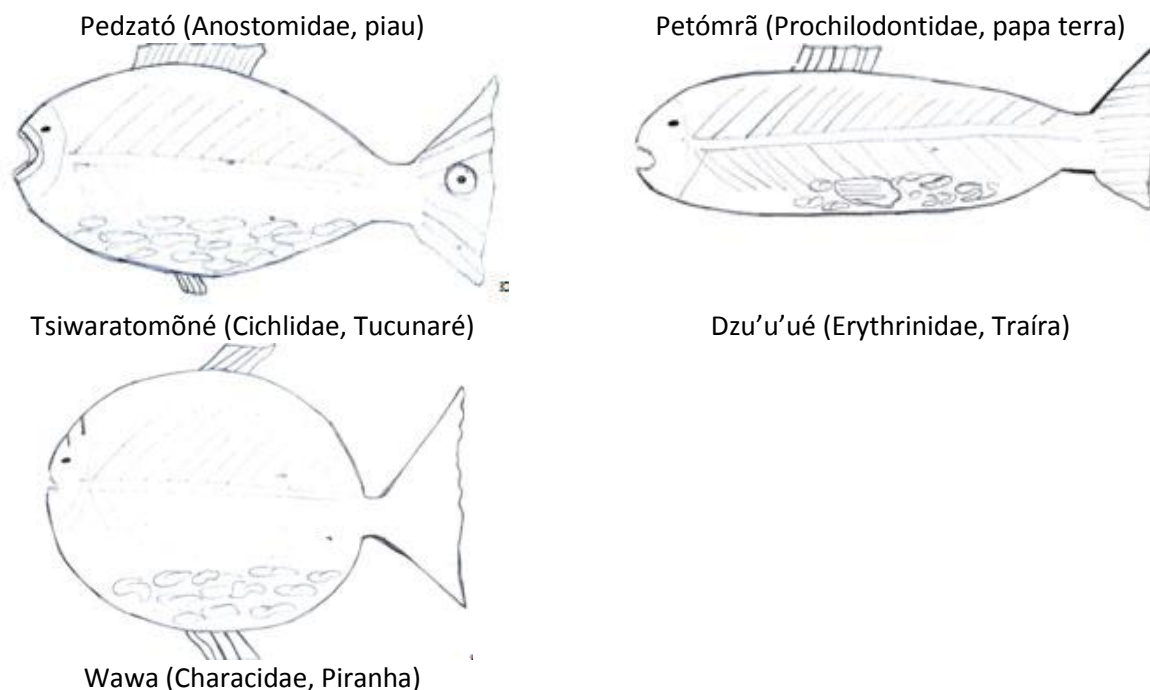 Pedzató (Anostomidae, piau)
Petómrã (Prochilodontidae, papa terra)
Tsiwaratomõné (Cichlidae, Tucunaré)
Dzu’u’ué (Erythrinidae, Traíra)
Wawa (Characidae, Piranha)